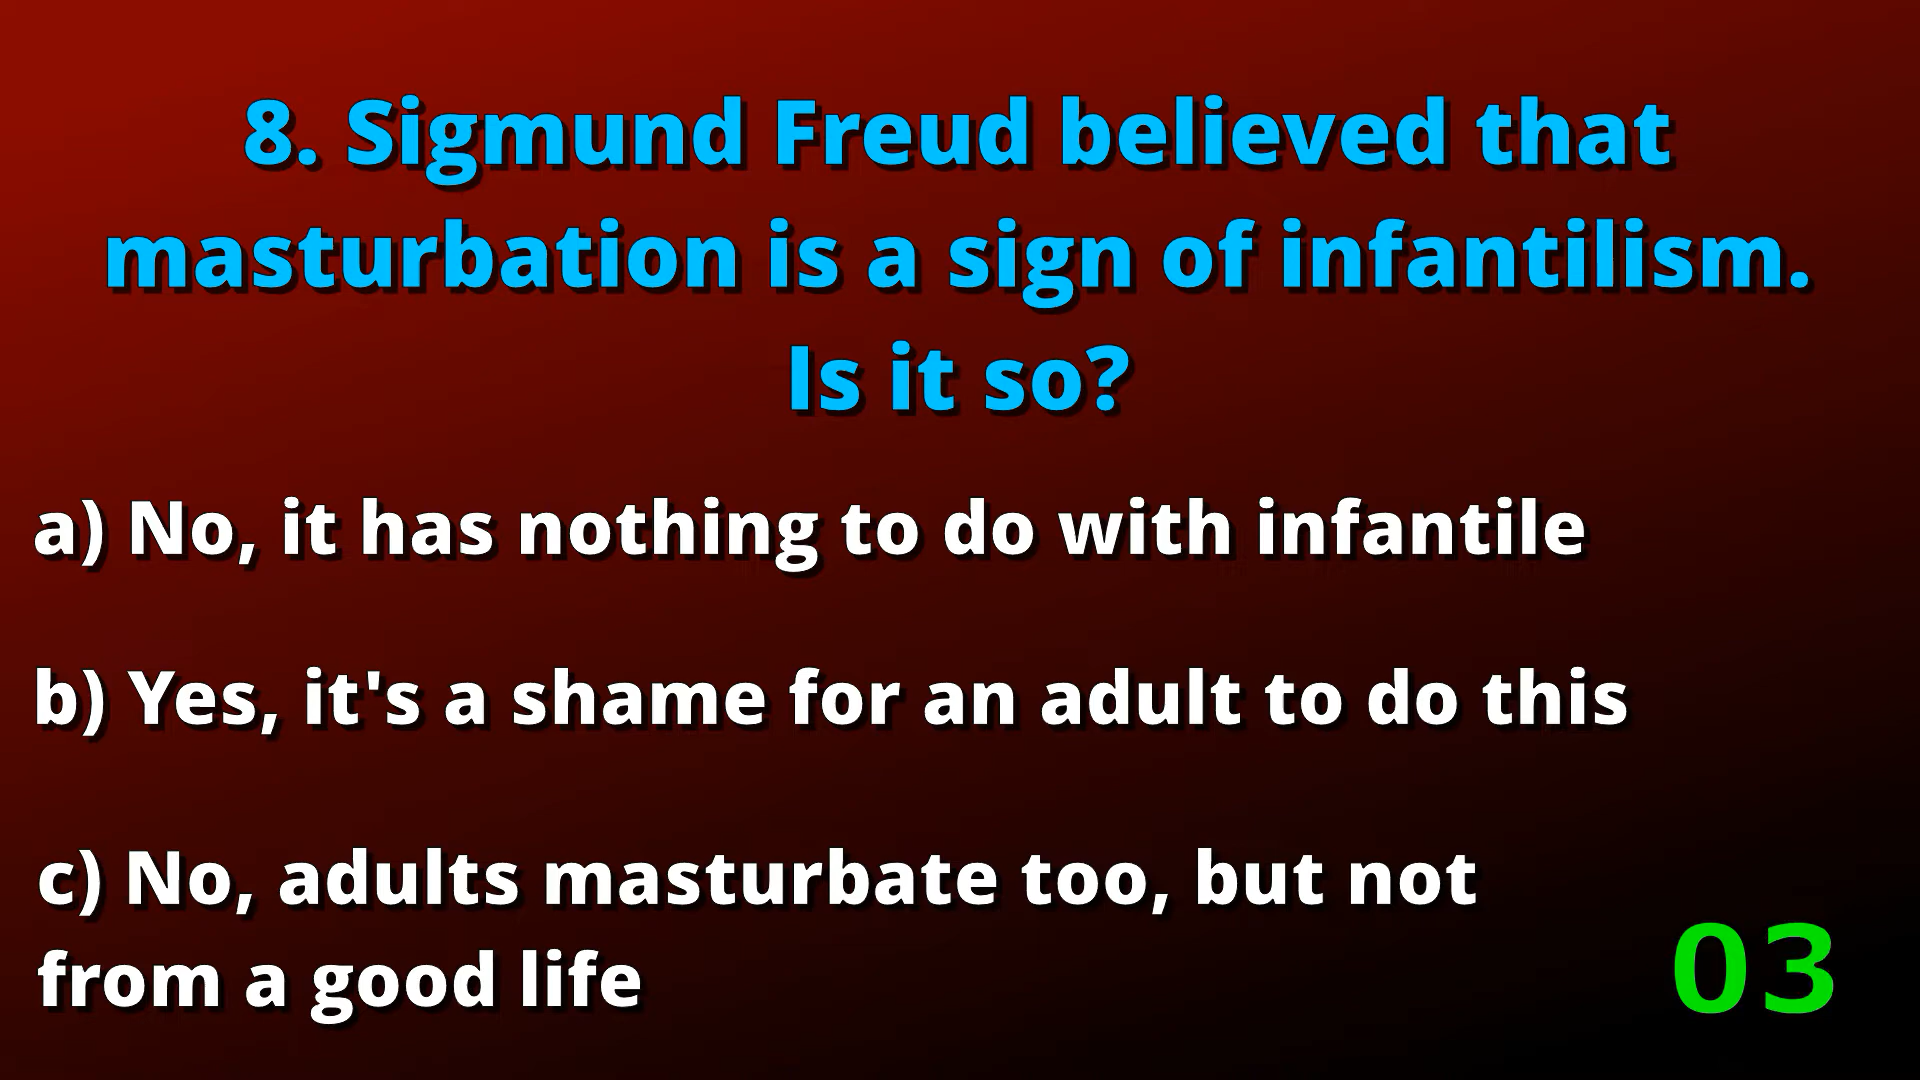 8. Sigmund Freud believed that
masturbation is a sign of infantilism.
Is it so?
a) No, it has nothing to do with infantile
b) Yes, it's a shame for an adult to do this
c) No, adults masturbate too, but not
from a good life
03